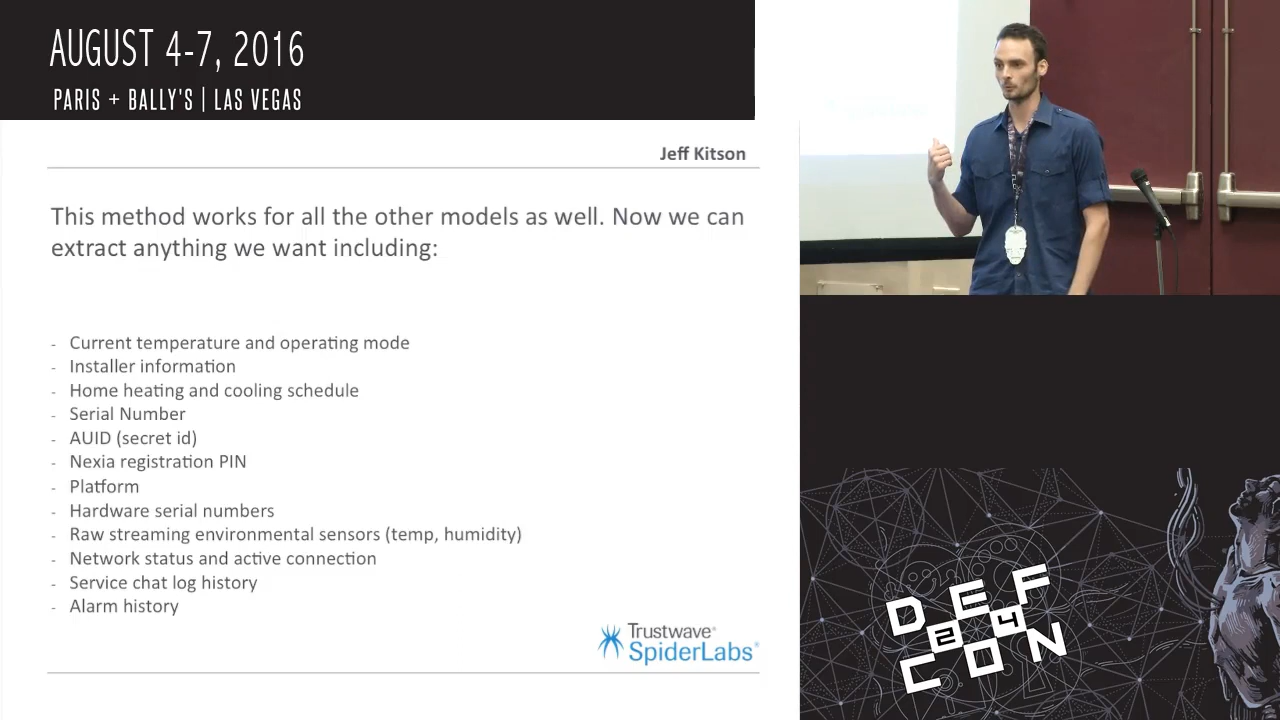 AUGUST 4-7, 2016
PARIS + BALLY'S | LAS VEGAS
Jeff Kitson
This method works for all the other models as well. Now we can
extract anything we want including:
- Current temperature and operating mode
- Installer information
- Home heating and cooling schedule
- Serial Number
- AUID (secret id)
- Nexia registration PIN
- Platform
- Hardware serial numbers
- Raw streaming environmental sensors (temp, humidity)
- Network status and active connection
- Service chat log history
- Alarm history
Trustwave®
SpiderLabs®
DEF
24
CON